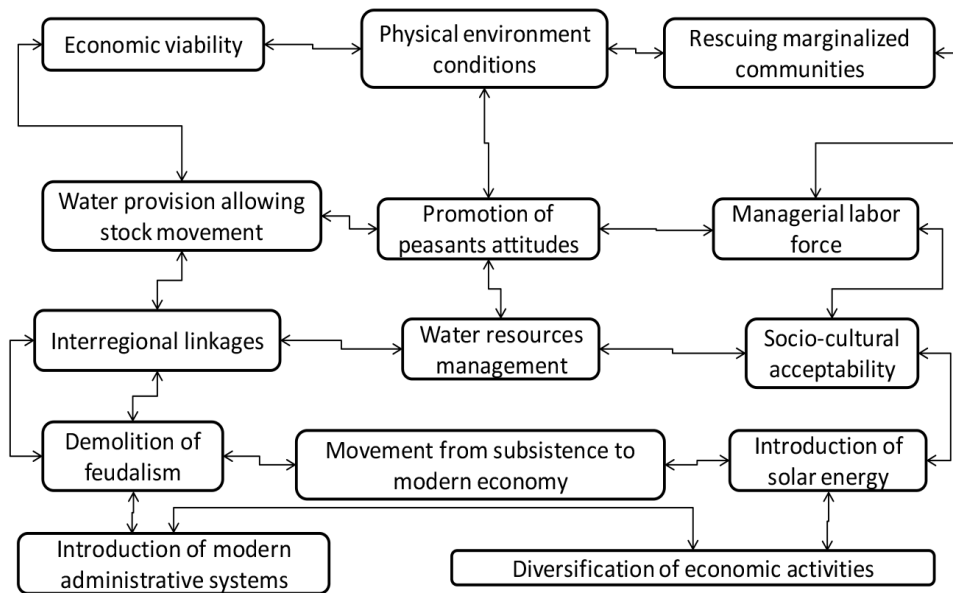 Economic viability
Physical environment
conditions
Rescuing marginalized
communities
Water provision allowing
stock movement
Promotion of
peasants attitudes
Managerial labor
force
Interregional linkages
Water resources
management
Socio-cultural
acceptability
Demolition of
feudalism
Movement from subsistence to
modern economy
Introduction of
solar energy
Introduction of modern
administrative systems
Diversification of economic activities